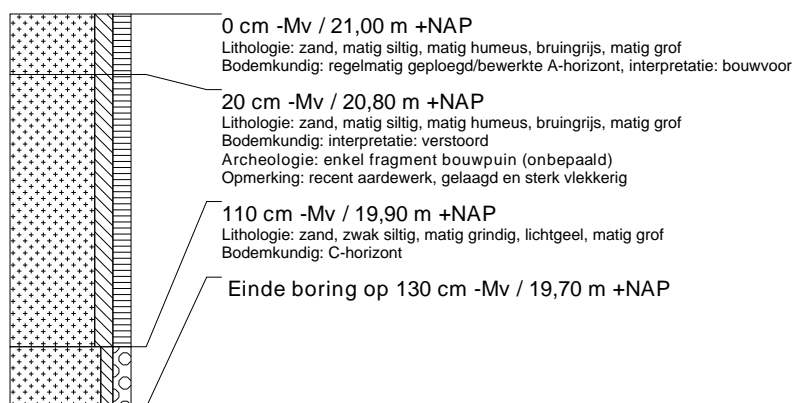 0 cm -Mv / 21,00 m +NAP
Lithologie: zand, matig siltig, matig humeus, bruingrijs, matig grof
Bodemkundig: regelmatig geploegd/bewerkte A-horizont, interpretatie: bouwvoor
20 cm -Mv / 20,80 m +NAP
Lithologie: zand, matig siltig, matig humeus, bruingrijs, matig grof
Bodemkundig: interpretatie: verstoord
Archeologie: enkel fragment bouwpuin (onbepaald)
Opmerking: recent aardewerk, gelaagd en sterk vlekkerig
110 cm -Mv / 19,90 m +NAP
Lithologie: zand, zwak siltig, matig grindig, lichtgeel, matig grof
Bodemkundig: C-horizont
Einde boring op 130 cm -Mv / 19,70 m +NAP